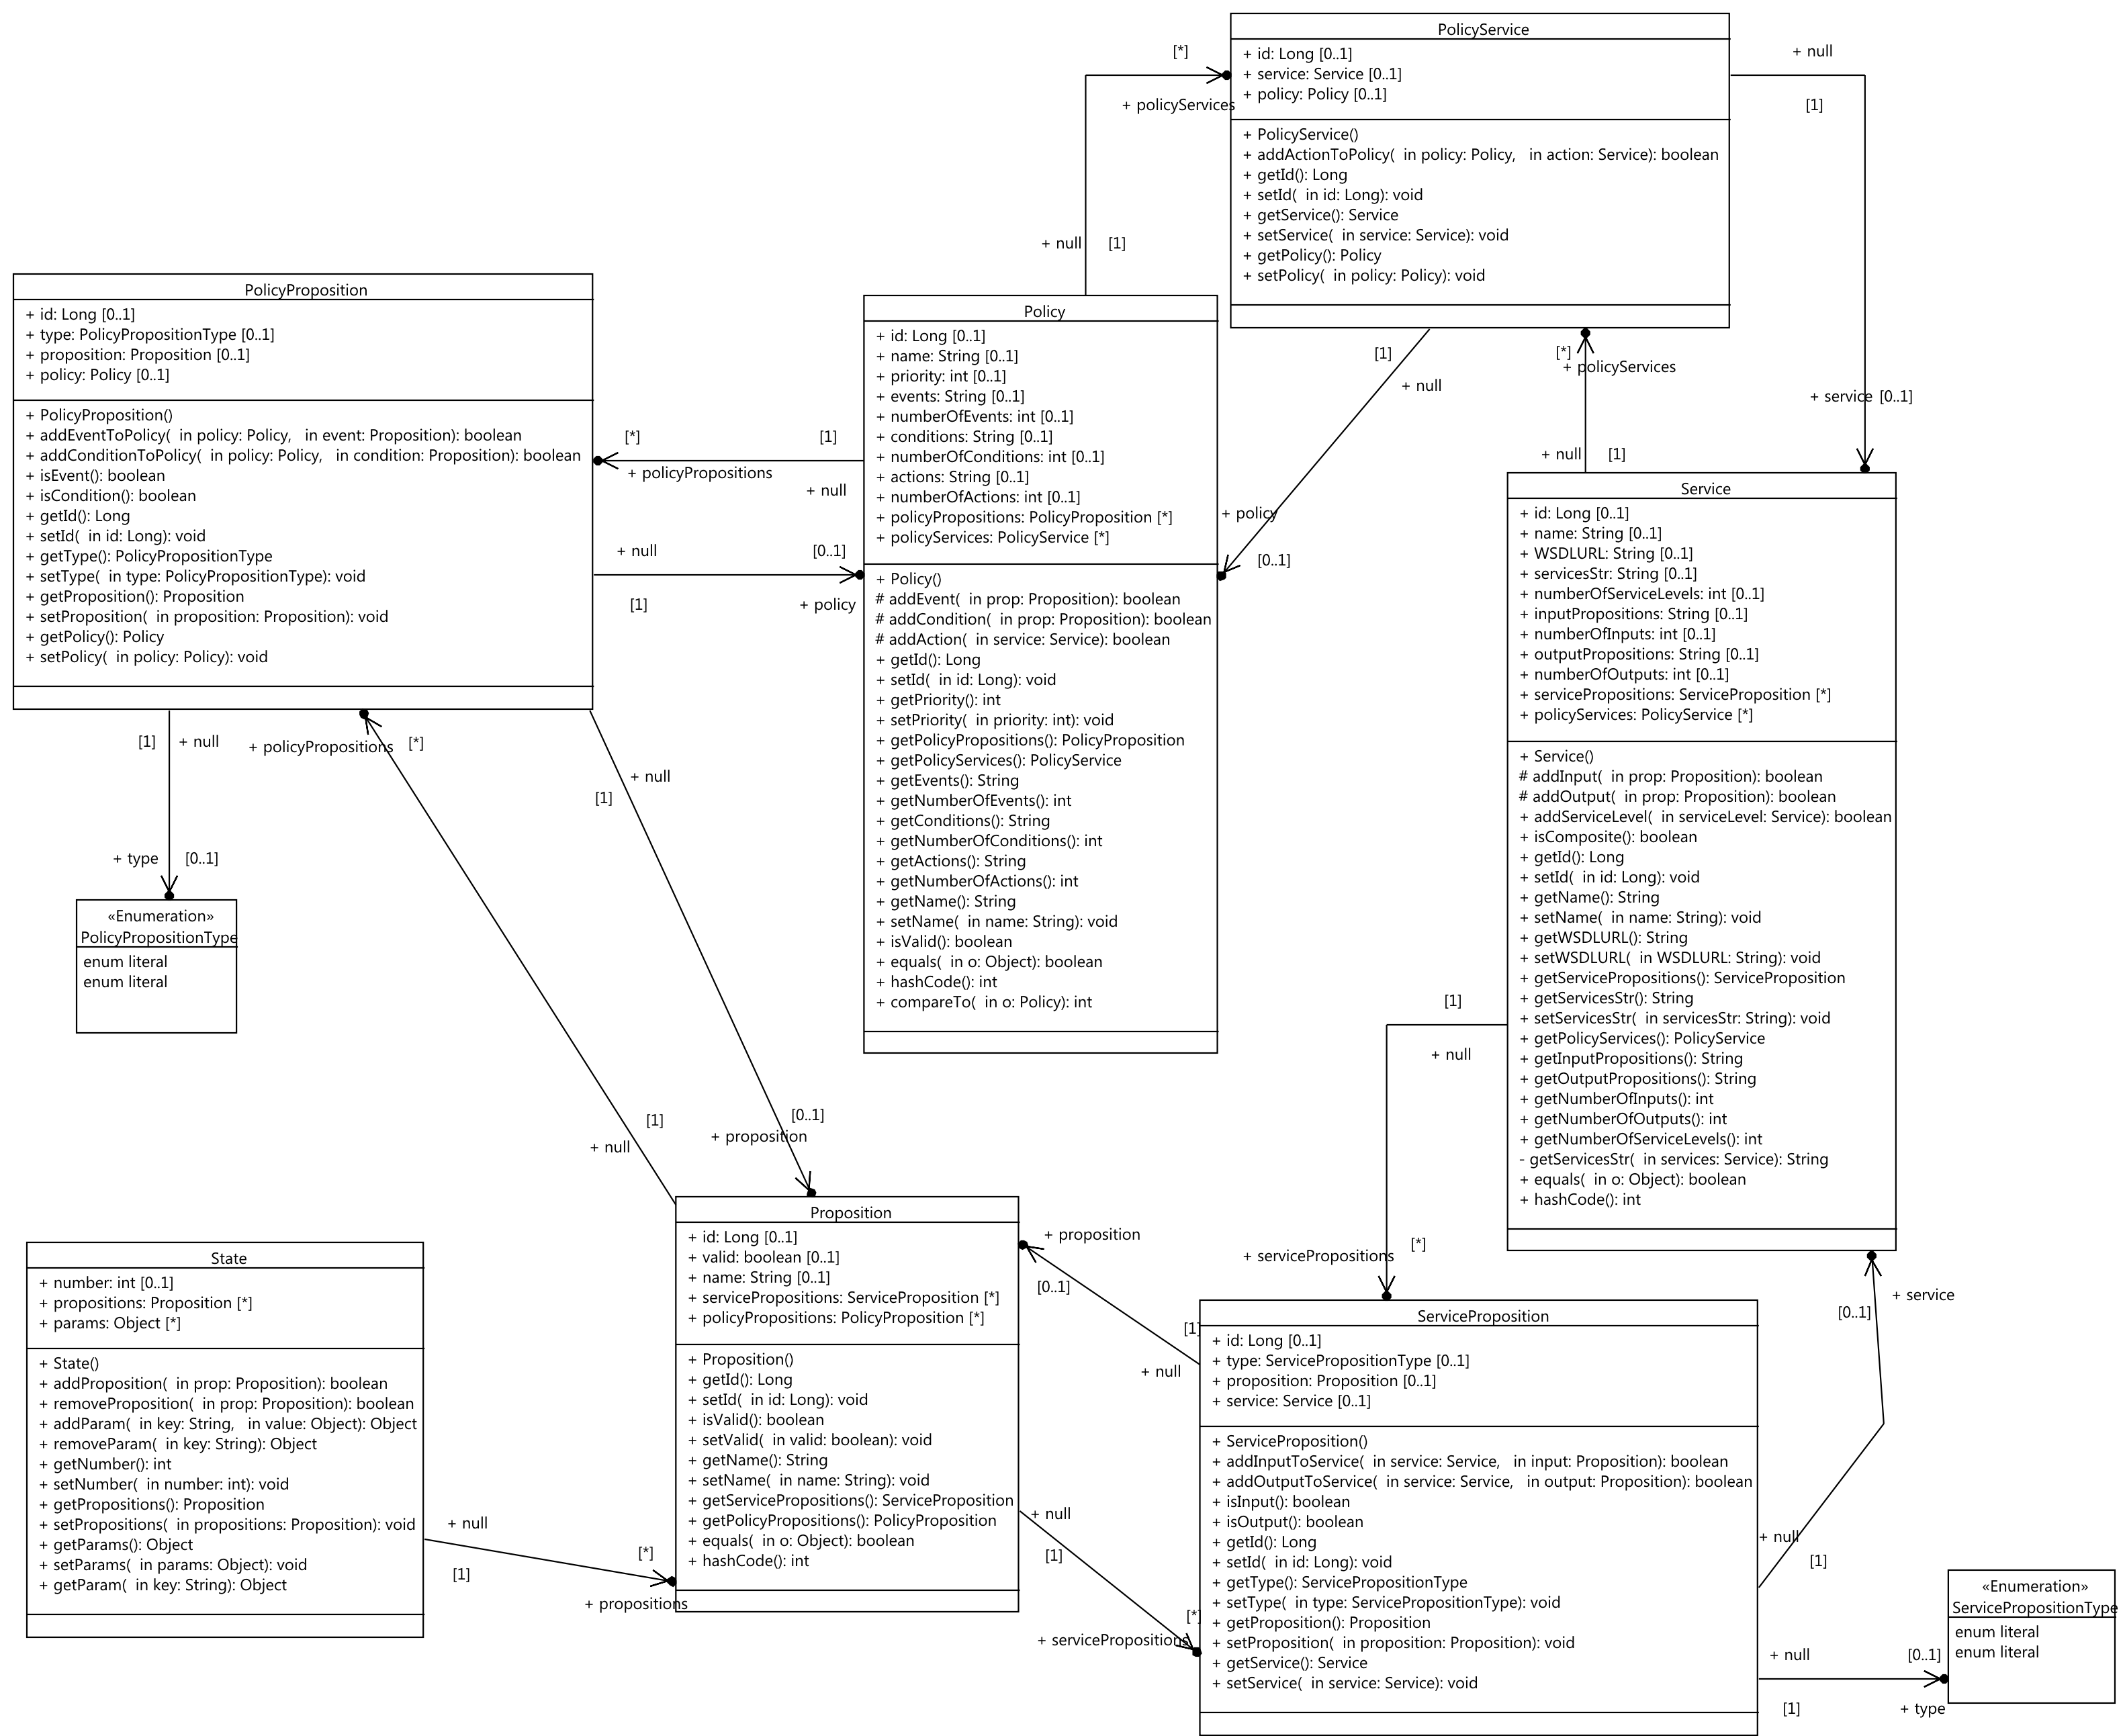 PolicyService
+ id: Long [0..1]
+ service: Service [0..1]
+ policy: Policy [0..1]
+ PolicyService()
+ addActionToPolicy(  in policy: Policy,   in action: Service): boolean
+ getId(): Long
+ setId(  in id: Long): void
+ getService(): Service
+ setService(  in service: Service): void
+ getPolicy(): Policy
+ setPolicy(  in policy: Policy): void
[*]
+ policyServices
+ null
[1]
+ null
[1]
+ service [0..1]
PolicyProposition
+ id: Long [0..1]
+ type: PolicyPropositionType [0..1]
+ proposition: Proposition [0..1]
+ policy: Policy [0..1]
+ PolicyProposition()
+ addEventToPolicy(  in policy: Policy,   in event: Proposition): boolean
+ addConditionToPolicy(  in policy: Policy,   in condition: Proposition): boolean
+ isEvent(): boolean
+ isCondition(): boolean
+ getId(): Long
+ setId(  in id: Long): void
+ getType(): PolicyPropositionType
+ setType(  in type: PolicyPropositionType): void
+ getProposition(): Proposition
+ setProposition(  in proposition: Proposition): void
+ getPolicy(): Policy
+ setPolicy(  in policy: Policy): void
[*]
+ policyPropositions
[1]
+ null
+ null
[1]
[0..1]
+ policy
Policy
+ id: Long [0..1]
+ name: String [0..1]
+ priority: int [0..1]
+ events: String [0..1]
+ numberOfEvents: int [0..1]
+ conditions: String [0..1]
+ numberOfConditions: int [0..1]
+ actions: String [0..1]
+ numberOfActions: int [0..1]
+ policyPropositions: PolicyProposition [*]
+ policyServices: PolicyService [*]
+ Policy()
# addEvent(  in prop: Proposition): boolean
# addCondition(  in prop: Proposition): boolean
# addAction(  in service: Service): boolean
+ getId(): Long
+ setId(  in id: Long): void
+ getPriority(): int
+ setPriority(  in priority: int): void
+ getPolicyPropositions(): PolicyProposition
+ getPolicyServices(): PolicyService
+ getEvents(): String
+ getNumberOfEvents(): int
+ getConditions(): String
+ getNumberOfConditions(): int
+ getActions(): String
+ getNumberOfActions(): int
+ getName(): String
+ setName(  in name: String): void
+ isValid(): boolean
+ equals(  in o: Object): boolean
+ hashCode(): int
+ compareTo(  in o: Policy): int
[1]
+ null
+ policy
[0..1]
[*]
+ policyServices
+ null
[1]
Service
+ id: Long [0..1]
+ name: String [0..1]
+ WSDLURL: String [0..1]
+ servicesStr: String [0..1]
+ numberOfServiceLevels: int [0..1]
+ inputPropositions: String [0..1]
+ numberOfInputs: int [0..1]
+ outputPropositions: String [0..1]
+ numberOfOutputs: int [0..1]
+ servicePropositions: ServiceProposition [*]
+ policyServices: PolicyService [*]
+ Service()
# addInput(  in prop: Proposition): boolean
# addOutput(  in prop: Proposition): boolean
+ addServiceLevel(  in serviceLevel: Service): boolean
+ isComposite(): boolean
+ getId(): Long
+ setId(  in id: Long): void
+ getName(): String
+ setName(  in name: String): void
+ getWSDLURL(): String
+ setWSDLURL(  in WSDLURL: String): void
+ getServicePropositions(): ServiceProposition
+ getServicesStr(): String
+ setServicesStr(  in servicesStr: String): void
+ getPolicyServices(): PolicyService
+ getInputPropositions(): String
+ getOutputPropositions(): String
+ getNumberOfInputs(): int
+ getNumberOfOutputs(): int
+ getNumberOfServiceLevels(): int
- getServicesStr(  in services: Service): String
+ equals(  in o: Object): boolean
+ hashCode(): int
[1]
+ null
+ type
[0..1]
+ policyPropositions
[*]
+ null
[1]
«Enumeration»
PolicyPropositionType
enum literal
enum literal
[1]
+ null
[0..1]
+ proposition
[1]
+ null
[*]
+ servicePropositions
State
+ number: int [0..1]
+ propositions: Proposition [*]
+ params: Object [*]
+ State()
+ addProposition(  in prop: Proposition): boolean
+ removeProposition(  in prop: Proposition): boolean
+ addParam(  in key: String,   in value: Object): Object
+ removeParam(  in key: String): Object
+ getNumber(): int
+ setNumber(  in number: int): void
+ getPropositions(): Proposition
+ setPropositions(  in propositions: Proposition): void
+ getParams(): Object
+ setParams(  in params: Object): void
+ getParam(  in key: String): Object
+ null
[1]
[*]
+ propositions
Proposition
+ id: Long [0..1]
+ valid: boolean [0..1]
+ name: String [0..1]
+ servicePropositions: ServiceProposition [*]
+ policyPropositions: PolicyProposition [*]
+ Proposition()
+ getId(): Long
+ setId(  in id: Long): void
+ isValid(): boolean
+ setValid(  in valid: boolean): void
+ getName(): String
+ setName(  in name: String): void
+ getServicePropositions(): ServiceProposition
+ getPolicyPropositions(): PolicyProposition
+ equals(  in o: Object): boolean
+ hashCode(): int
+ proposition
[0..1]
[1]
+ null
+ null
[1]
[*]
+ servicePropositions
ServiceProposition
+ id: Long [0..1]
+ type: ServicePropositionType [0..1]
+ proposition: Proposition [0..1]
+ service: Service [0..1]
+ ServiceProposition()
+ addInputToService(  in service: Service,   in input: Proposition): boolean
+ addOutputToService(  in service: Service,   in output: Proposition): boolean
+ isInput(): boolean
+ isOutput(): boolean
+ getId(): Long
+ setId(  in id: Long): void
+ getType(): ServicePropositionType
+ setType(  in type: ServicePropositionType): void
+ getProposition(): Proposition
+ setProposition(  in proposition: Proposition): void
+ getService(): Service
+ setService(  in service: Service): void
+ service
[0..1]
+ null
[1]
+ null
[1]
[0..1]
+ type
«Enumeration»
ServicePropositionType
enum literal
enum literal